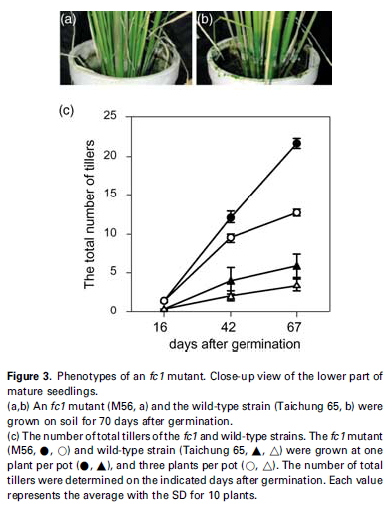 (a)
(b)
(c)
25
20
15
10
5
0
The total number of tillers
16
42
67
days after germination
Figure 3. Phenotypes of an fc1 mutant. Close-up view of the lower part of
mature seedlings.
(a,b) An fc1 mutant (M56, a) and the wild-type strain (Taichung 65, b) were
grown on soil for 70 days after germination.
(c) The number of total tillers of the fc1 and wild-type strains. The fc1 mutant
(M56, ●, ○) and wild-type strain (Taichung 65, ▲, △) were grown at one
plant per pot (●, ▲), and three plants per pot (○, △). The number of total
tillers were determined on the indicated days after germination. Each value
represents the average with the SD for 10 plants.